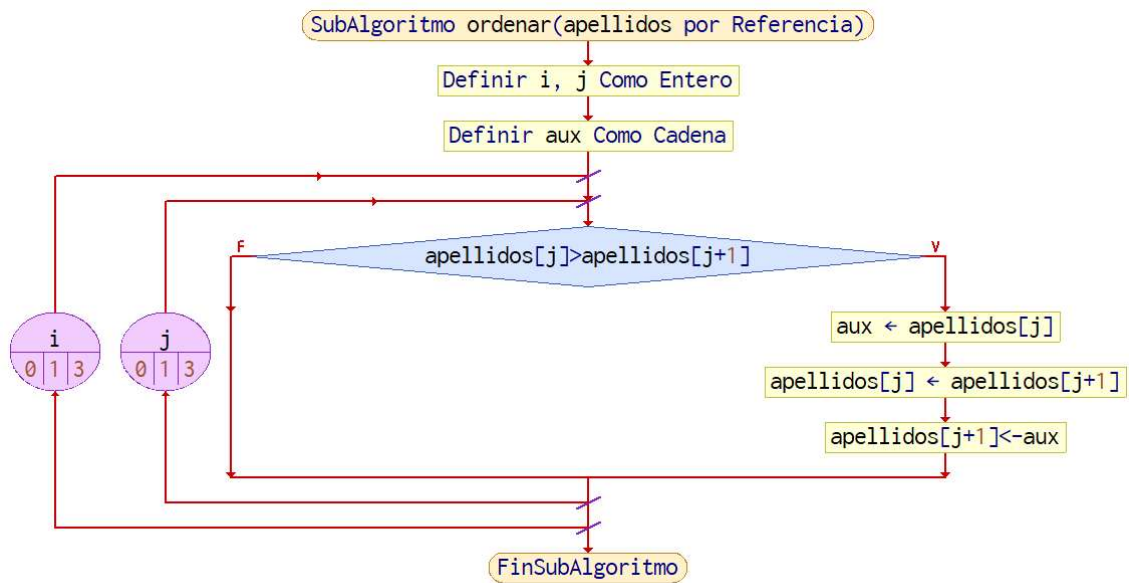 SubAlgoritmo ordenar(apellidos por Referencia)
Definir i, j Como Entero
Definir aux Como Cadena
F
apellidos[j]>apellidos[j+1]
V
i
0 1 3
j
0 1 3
aux ← apellidos[j]
apellidos[j] ← apellidos[j+1]
apellidos[j+1]<-aux
FinSubAlgoritmo